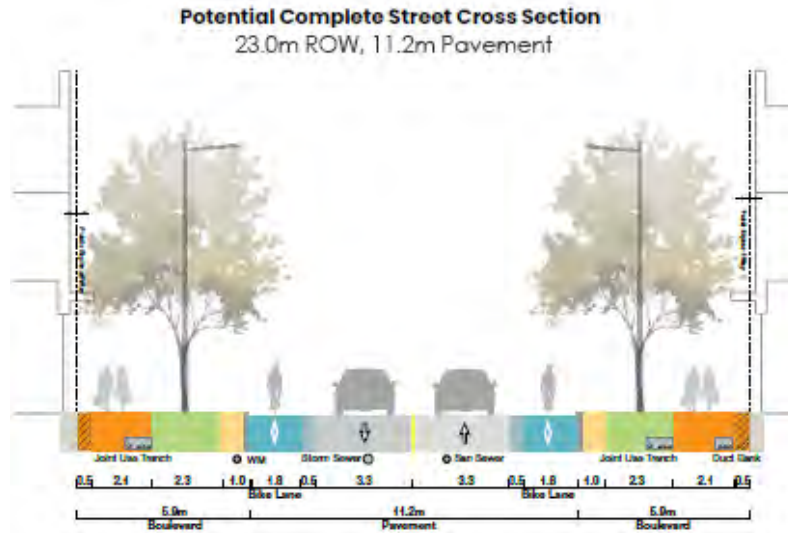 Potential Complete Street Cross Section
23.0m ROW, 11.2m Pavement
Joint Use Trench WM Storm Sewer San Sewer Joint Use Trench Duct Bank
0.5 2.1 2.3 1.0 1.8 0.5 3.3 3.3 0.5 1.8 1.0 2.3 2.1 0.5
Bike Lane Bike Lane
5.9m 11.2m 5.9m
Boulevard Pavement Boulevard